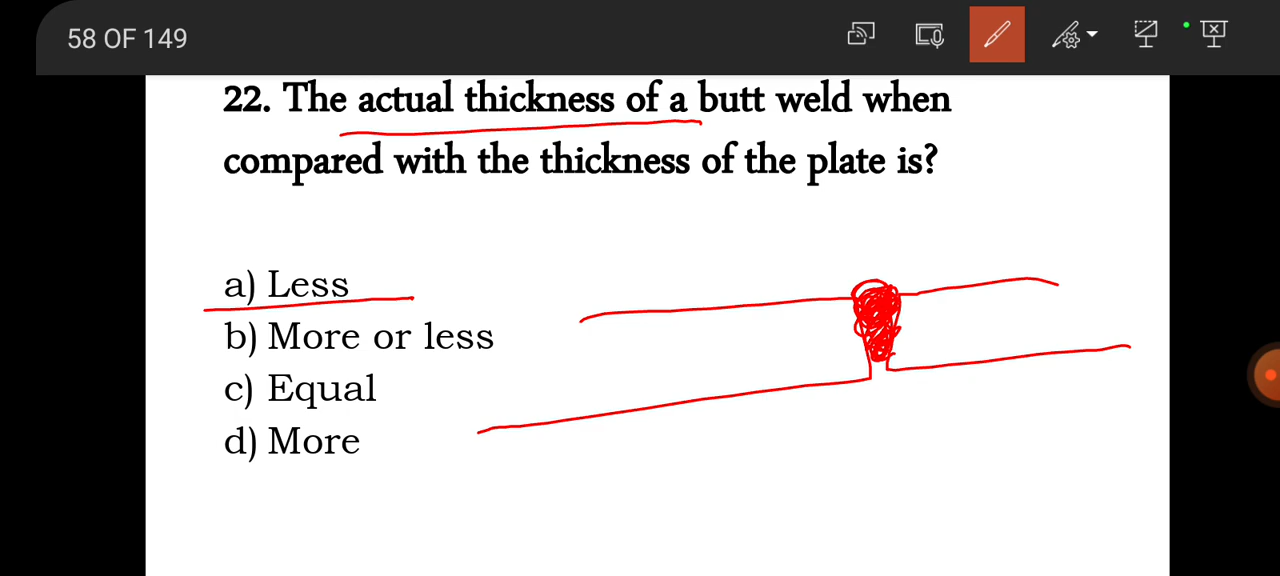 58 OF 149
22. The actual thickness of a butt weld when
compared with the thickness of the plate is?
a) Less
b) More or less
c) Equal
d) More